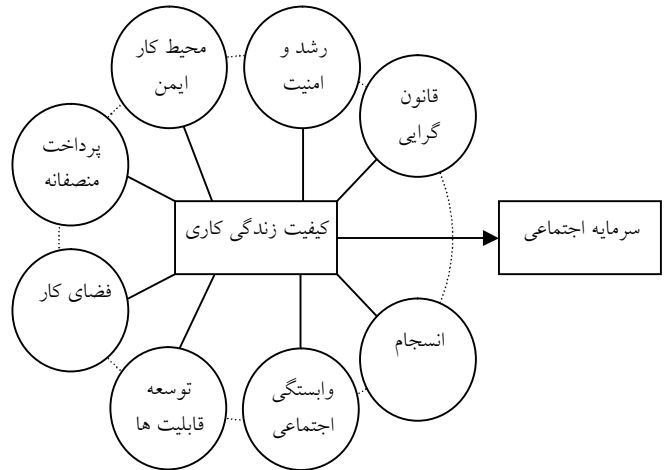 رشد و
امنیت
محیط کار
ایمن
قانون
گرایی
پرداخت
منصفانه
کیفیت زندگی کاری
سرمایه اجتماعی
فضای کار
انسجام
وابستگی
اجتماعی
توسعه
قابلیت ها